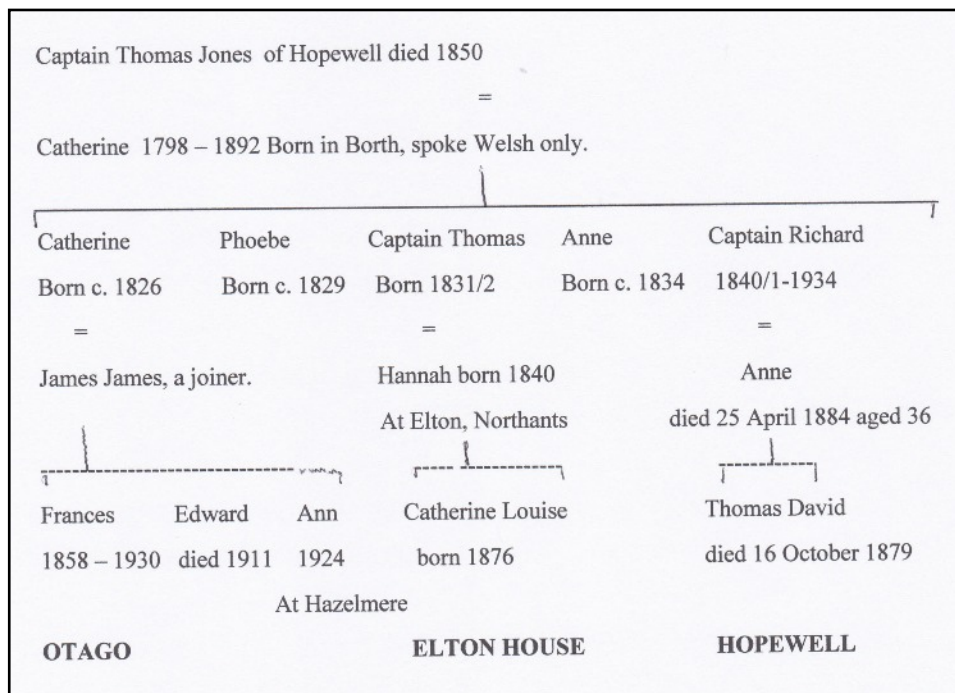 Captain Thomas Jones of Hopewell died 1850
=
Catherine 1798 – 1892 Born in Borth, spoke Welsh only.
Catherine Phoebe Captain Thomas Anne Captain Richard
Born c. 1826 Born c. 1829 Born 1831/2 Born c. 1834 1840/1-1934
= = =
James James, a joiner. Hannah born 1840 Anne
At Elton, Northants died 25 April 1884 aged 36
Frances Edward Ann Catherine Louise Thomas David
1858 – 1930 died 1911 1924 born 1876 died 16 October 1879
At Hazelmere
OTAGO ELTON HOUSE HOPEWELL